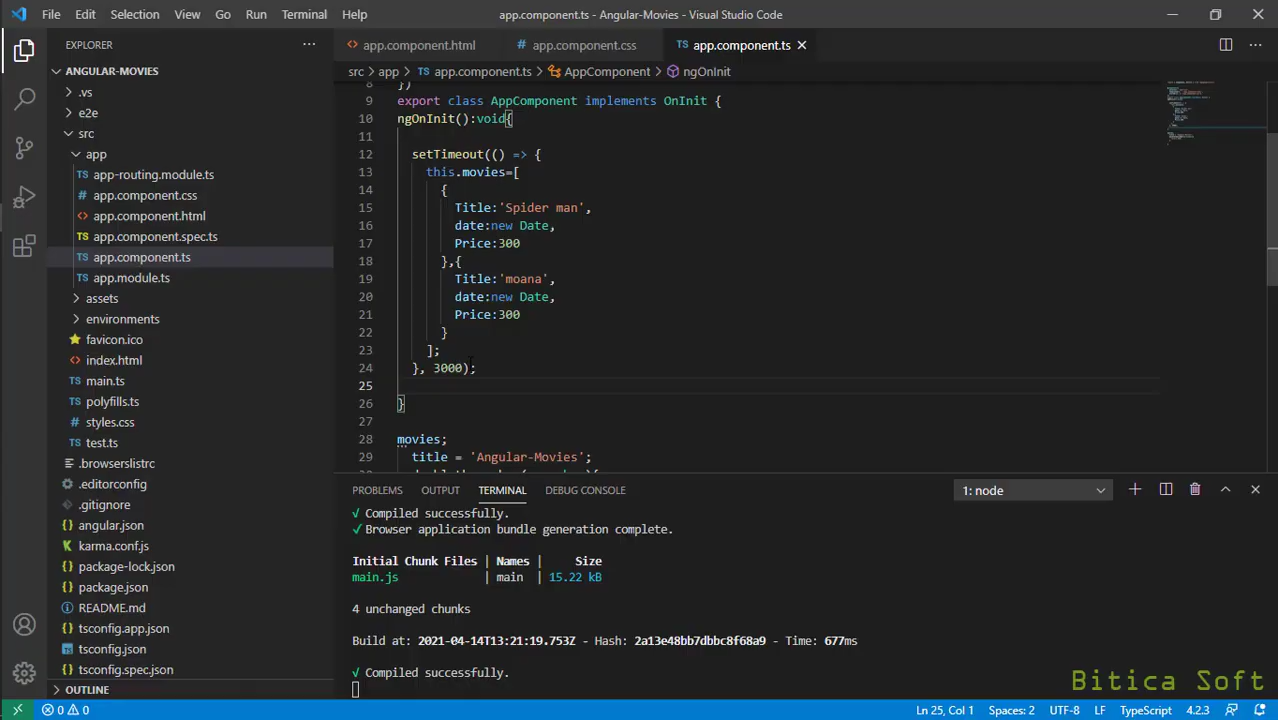 File Edit Selection View Go Run Terminal Help app.component.ts - Angular-Movies - Visual Studio Code
EXPLORER
ANGULAR-MOVIES
.vs
e2e
src
app
app-routing.module.ts
app.component.css
app.component.html
app.component.spec.ts
app.component.ts
app.module.ts
assets
environments
favicon.ico
index.html
main.ts
polyfills.ts
styles.css
test.ts
.browserslistrc
.editorconfig
.gitignore
angular.json
karma.conf.js
package-lock.json
package.json
README.md
tsconfig.app.json
tsconfig.json
tsconfig.spec.json
OUTLINE
app.component.html app.component.css app.component.ts
src > app > app.component.ts > AppComponent > ngOnInit
8 })
9 export class AppComponent implements OnInit {
10 ngOnInit():void{
11
12 setTimeout(() => {
13 this.movies=[
14 {
15 Title:'Spider man',
16 date:new Date,
17 Price:300
18 },{
19 Title:'moana',
20 date:new Date,
21 Price:300
22 }
23 ];
24 }, 3000);
25
26 }
27
28 movies;
29 title = 'Angular-Movies';
PROBLEMS OUTPUT TERMINAL DEBUG CONSOLE 1: node
√ Compiled successfully.
√ Browser application bundle generation complete.
Initial Chunk Files | Names | Size
main.js | main | 15.22 kB
4 unchanged chunks
Build at: 2021-04-14T13:21:19.753Z - Hash: 2a13e48bb7dbbc8f68a9 - Time: 677ms
√ Compiled successfully.
Bitica Soft
0 0 Ln 25, Col 1 Spaces: 2 UTF-8 LF TypeScript 4.2.3